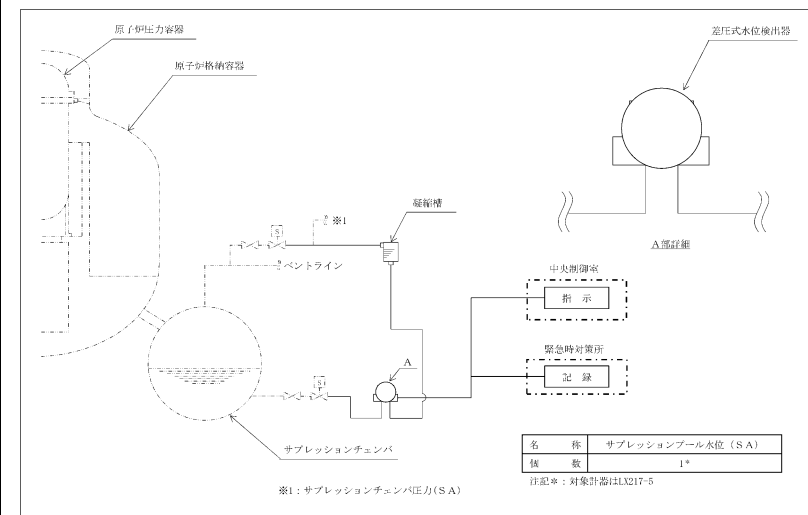 原子炉圧力容器
原子炉格納容器
差圧式水位検出器
凝縮槽
※1
S
ベントライン
A部詳細
中央制御室
指 示
緊急時対策所
記 録
A
S
サプレッションチェンバ
名 称 サプレッションプール水位（SA）
個 数 1*
注記*：対象計器はLX217-5
※1：サプレッションチェンバ圧力(SA)